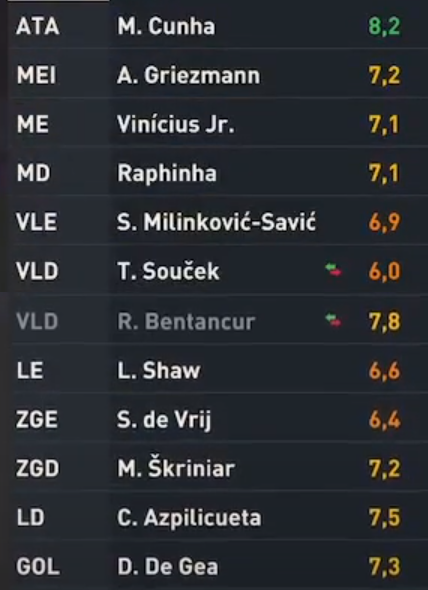 ATA M. Cunha 8,2
MEI A. Griezmann 7,2
ME Vinícius Jr. 7,1
MD Raphinha 7,1
VLE S. Milinković-Savić 6,9
VLD T. Souček 6,0
VLD R. Bentancur 7,8
LE L. Shaw 6,6
ZGE S. de Vrij 6,4
ZGD M. Škriniar 7,2
LD C. Azpilicueta 7,5
GOL D. De Gea 7,3